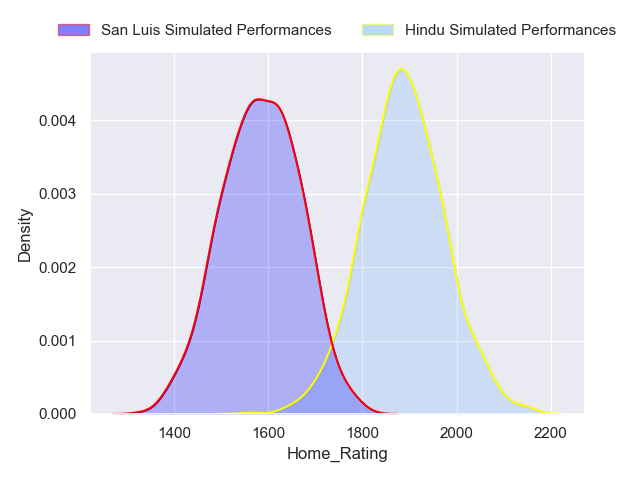 San Luis Simulated Performances Hindu Simulated Performances
0.004
0.003
0.002
0.001
0.000
Density
1400 1600 1800 2000 2200
Home_Rating